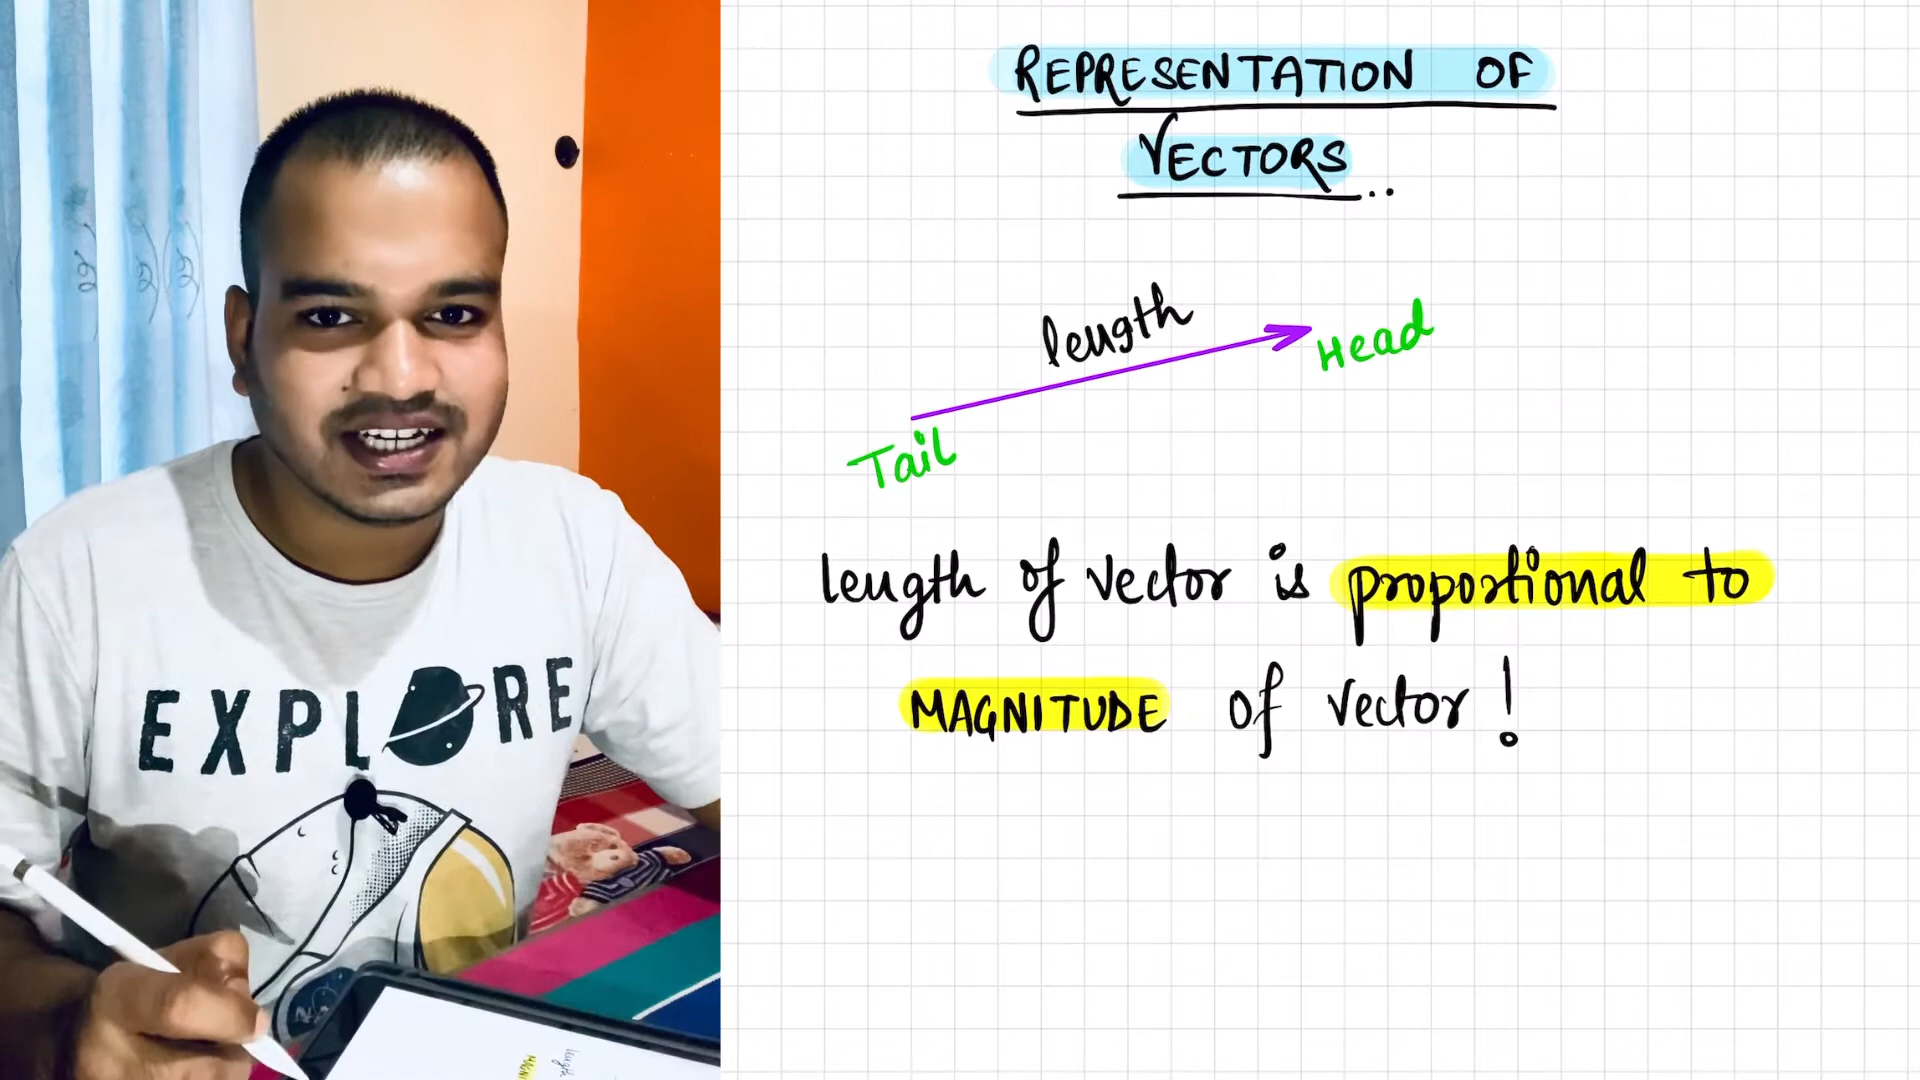 REPRESENTATION OF
VECTORS..
length
Head
Tail
length of vector is proportional to
MAGNITUDE of vector!
EXPLORE